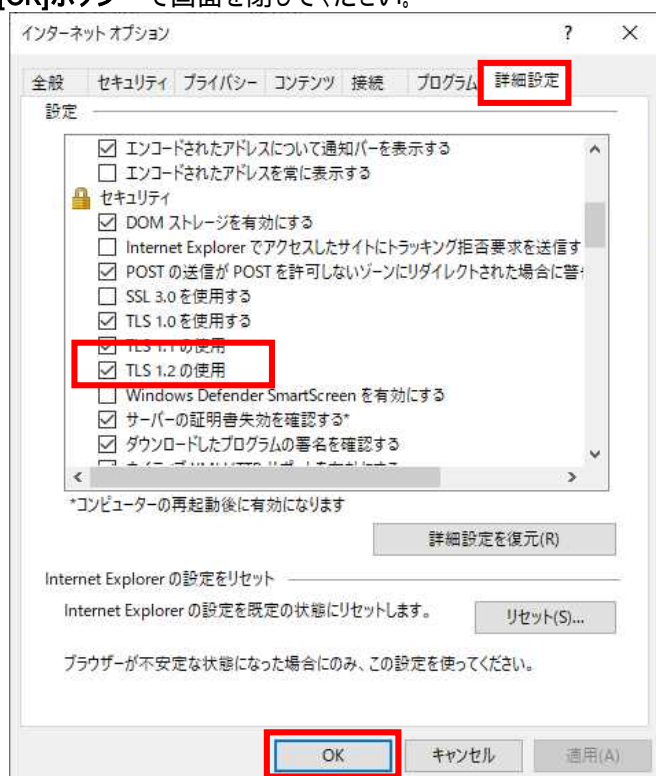 [OK]ボタン で画面を閉じてください。
インターネット オプション ? ×
全般 セキュリティ プライバシー コンテンツ 接続 プログラム 詳細設定
設定
エンコードされたアドレスについて通知バーを表示する
エンコードされたアドレスを常に表示する
セキュリティ
DOM ストレージを有効にする
Internet Explorer でアクセスしたサイトにトラッキング拒否要求を送信す
POST の送信が POST を許可しないゾーンにリダイレクトされた場合に警
SSL 3.0 を使用する
TLS 1.0 を使用する
TLS 1.1 の使用
TLS 1.2 の使用
Windows Defender SmartScreen を有効にする
サーバーの証明書失効を確認する*
ダウンロードしたプログラムの署名を確認する
*コンピューターの再起動後に有効になります
詳細設定を復元(R)
Internet Explorer の設定をリセット
Internet Explorer の設定を既定の状態にリセットします。
リセット(S)...
ブラウザーが不安定な状態になった場合にのみ、この設定を使ってください。
OK キャンセル 適用(A)